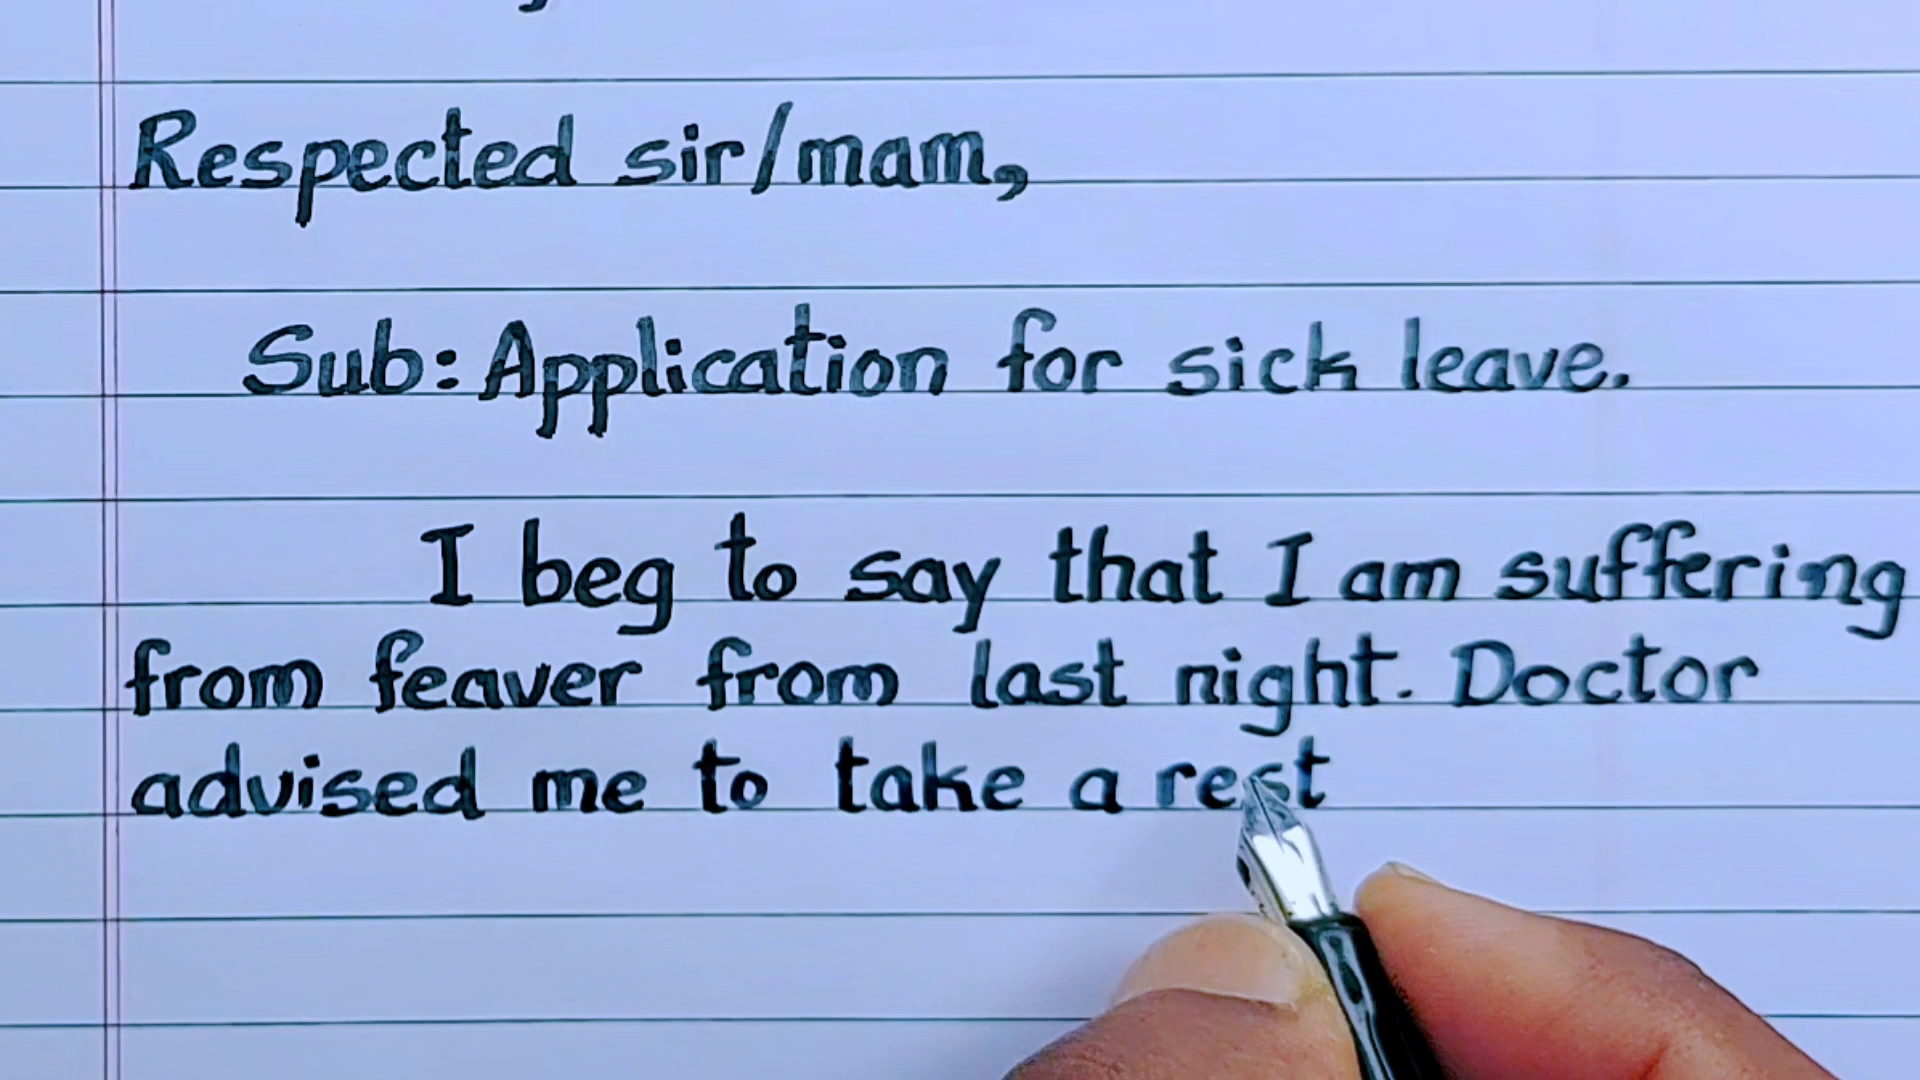 Respected sir/mam,
Sub: Application for sick leave.
I beg to say that I am suffering
from feaver from last night. Doctor
advised me to take a rest